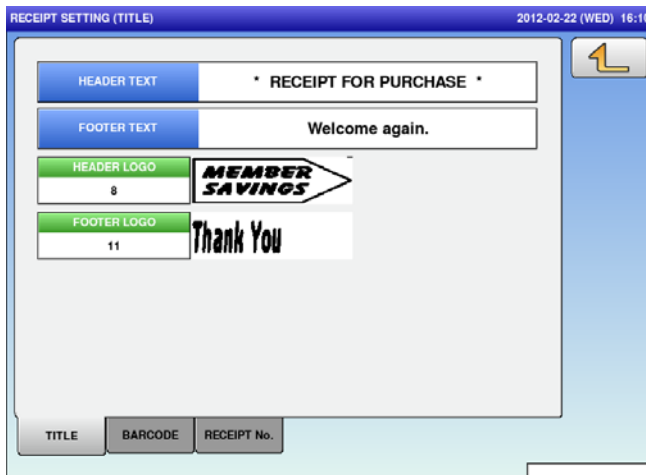 RECEIPT SETTING (TITLE) 2012-02-22 (WED) 16:10
HEADER TEXT * RECEIPT FOR PURCHASE *
FOOTER TEXT Welcome again.
HEADER LOGO
8
MEMBER
SAVINGS
FOOTER LOGO
11
Thank You
TITLE BARCODE RECEIPT No.